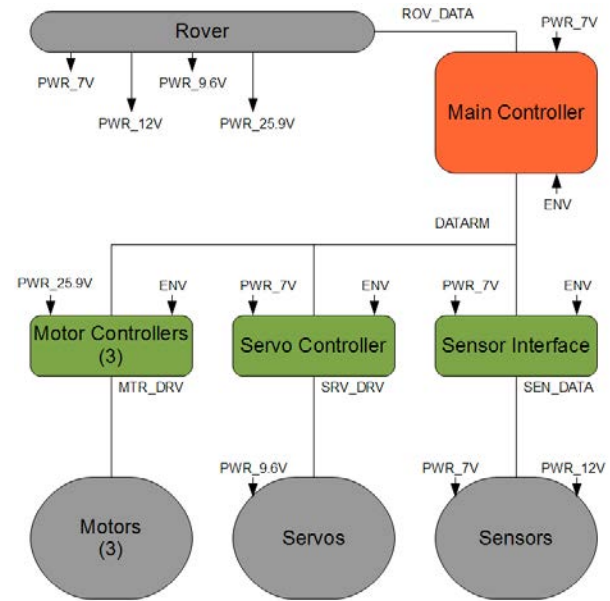 ROV_DATA
Rover
PWR_7V
PWR_7V
PWR_9.6V
PWR_12V
PWR_25.9V
Main Controller
ENV
DATARM
PWR_25.9V
ENV
PWR_7V
ENV
PWR_7V
ENV
Motor Controllers
(3)
Servo Controller
Sensor Interface
MTR_DRV
SRV_DRV
SEN_DATA
PWR_9.6V
PWR_7V
PWR_12V
Motors
(3)
Servos
Sensors